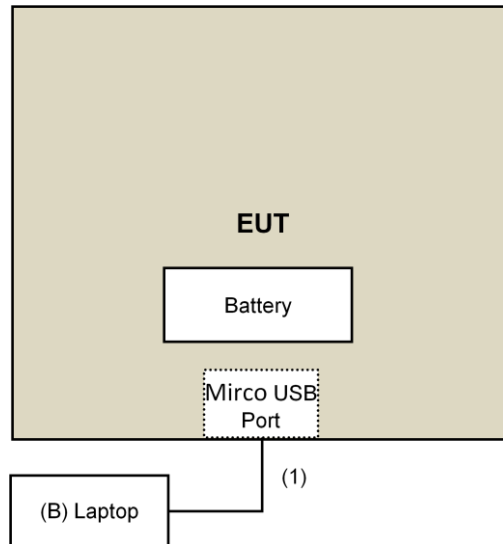 EUT
Battery
Mirco USB
Port
(1)
(B) Laptop